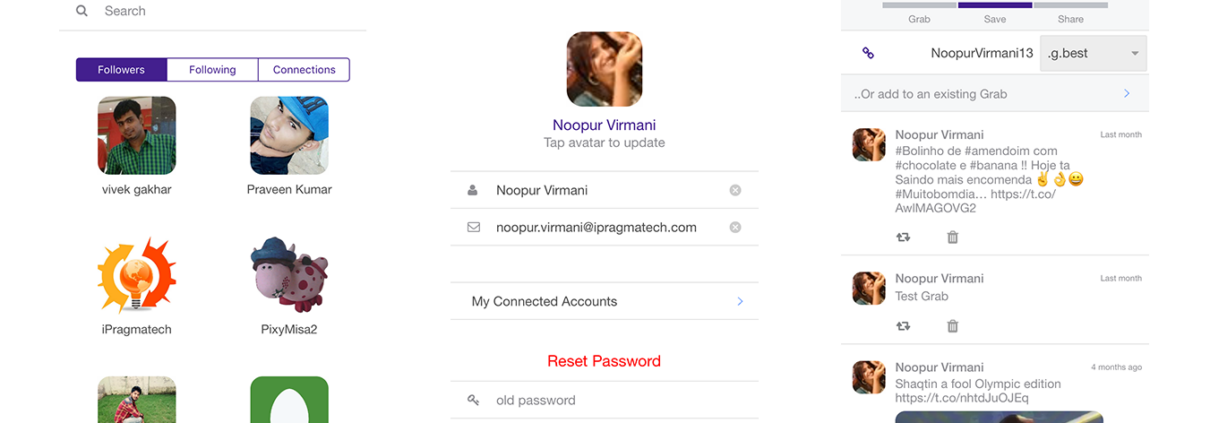 Search
Followers Following Connections
vivek gakhar Praveen Kumar
iPragmatech PixyMisa2
Noopur Virmani
Tap avatar to update
Noopur Virmani
noopur.virmani@ipragmatech.com
My Connected Accounts
Reset Password
old password
Grab Save Share
NoopurVirmani13 .g.best
..Or add to an existing Grab
Noopur Virmani Last month
#Bolinho de #amendoim com
#chocolate e #banana !! Hoje ta
Saindo mais encomenda ✌👌😀
#Muitobomdia… https://t.co/
AwlMAGOVG2
Noopur Virmani Last month
Test Grab
Noopur Virmani 4 months ago
Shaqtin a fool Olympic edition
https://t.co/nhtdJuOJEq